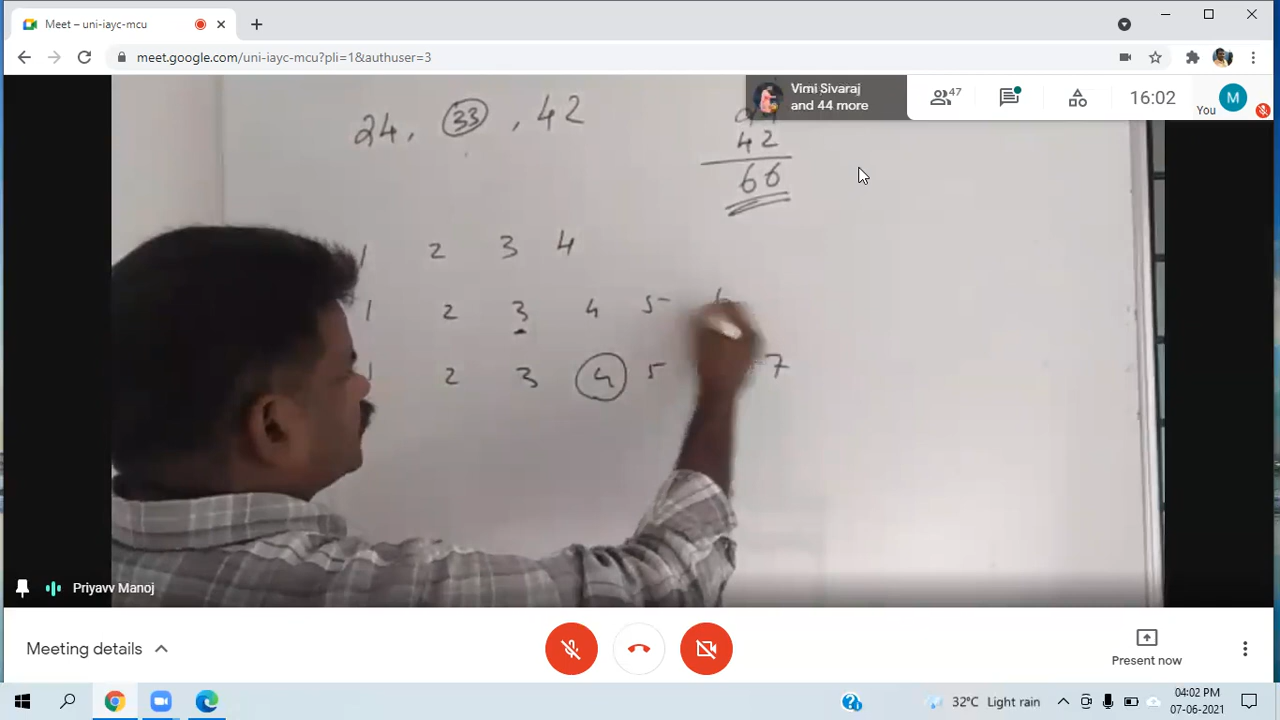 Meet – uni-iayc-mcu
meet.google.com/uni-iayc-mcu?pli=1&authuser=3
Vimi Sivaraj
and 44 more
47
16:02
You
M
24, 33, 42
42
66
1 2 3 4
1 2 3 4 5
1 2 3 4 5 7
Priyavv Manoj
Meeting details
Present now
32°C Light rain
04:02 PM
07-06-2021